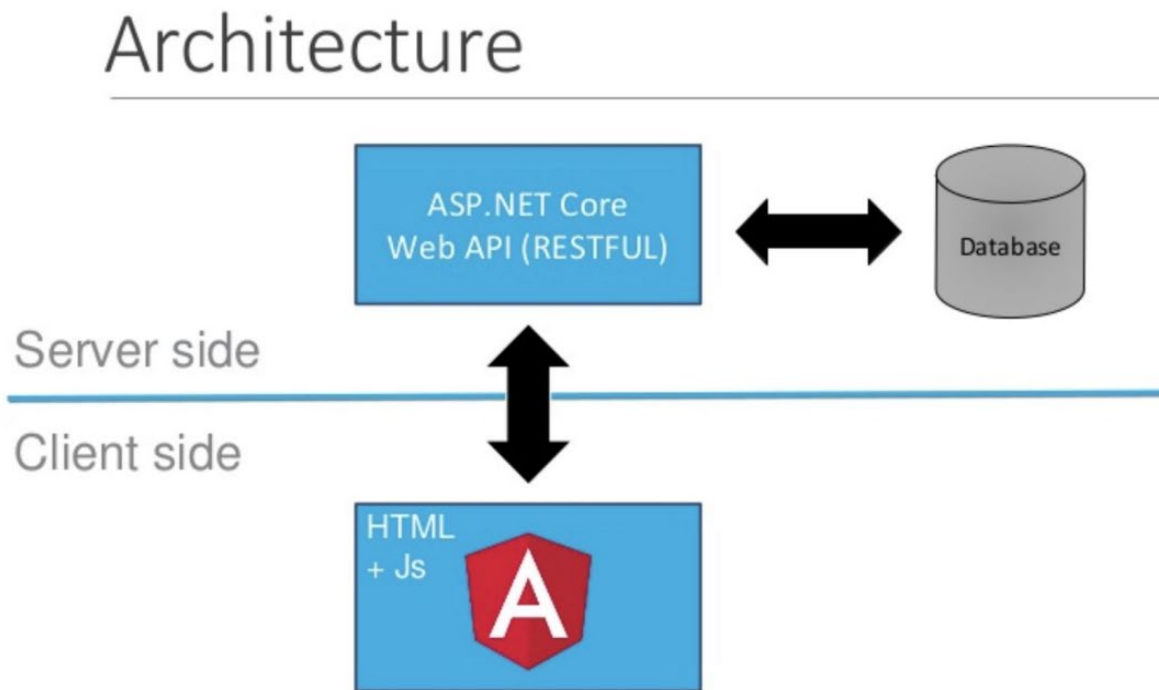 Architecture
ASP.NET Core
Web API (RESTFUL)
Database
Server side
Client side
HTML
+ Js
A